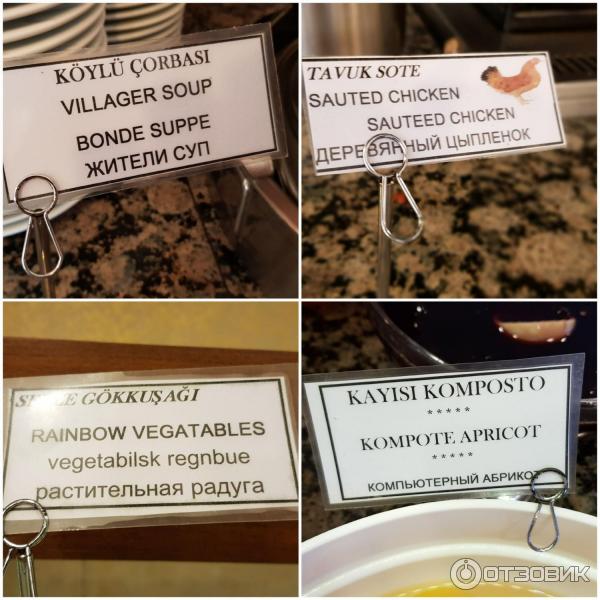 KÖYLÜ ÇORBASI
VILLAGER SOUP
BONDE SUPPE
ЖИТЕЛИ СУП
TAVUK SOTE
SAUTED CHICKEN
SAUTEED CHICKEN
ДЕРЕВЯННЫЙ ЦЫПЛЕНОК
GÖKKUŞAĞI
RAINBOW VEGATABLES
vegetabilsk regnbue
растительная радуга
KAYISI KOMPOSTO
*****
KOMPOTE APRICOT
*****
КОМПЬЮТЕРНЫЙ АБРИКОТ
ОТЗОВИК